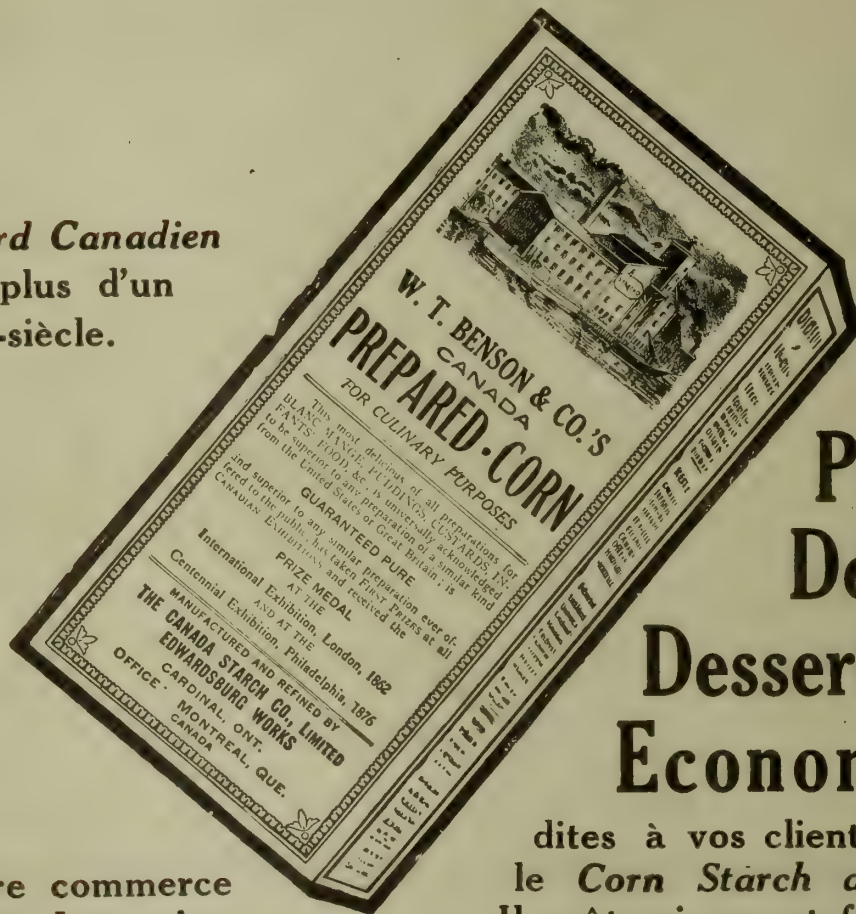 rd Canadien
plus d'un
-siècle.
W. T. BENSON & CO.'S
CANADA
PREPARED·CORN
FOR CULINARY PURPOSES
This most delicious of all preparations for
BLANC MANGE, PUDDINGS, CUSTARDS, IN-
FANTS' FOOD, &c., is universally acknowledged
to be superior to any preparation of a similar kind
from the United States or Great Britain; is
GUARANTEED PURE
and superior to any similar preparation ever of-
fered to the public, has taken FIRST PRIZES at all
CANADIAN EXHIBITIONS and received the
PRIZE MEDAL
AT THE
International Exhibition, London, 1862
AND AT THE
Centennial Exhibition, Philadelphia, 1876
MANUFACTURED AND REFINED BY
THE CANADA STARCH CO., LIMITED
EDWARDSBURG WORKS
CARDINAL, ONT.
OFFICE · MONTREAL, QUE.
CANADA
P
De
Desser
Econor
dites à vos client
le Corn Starch
re commerce